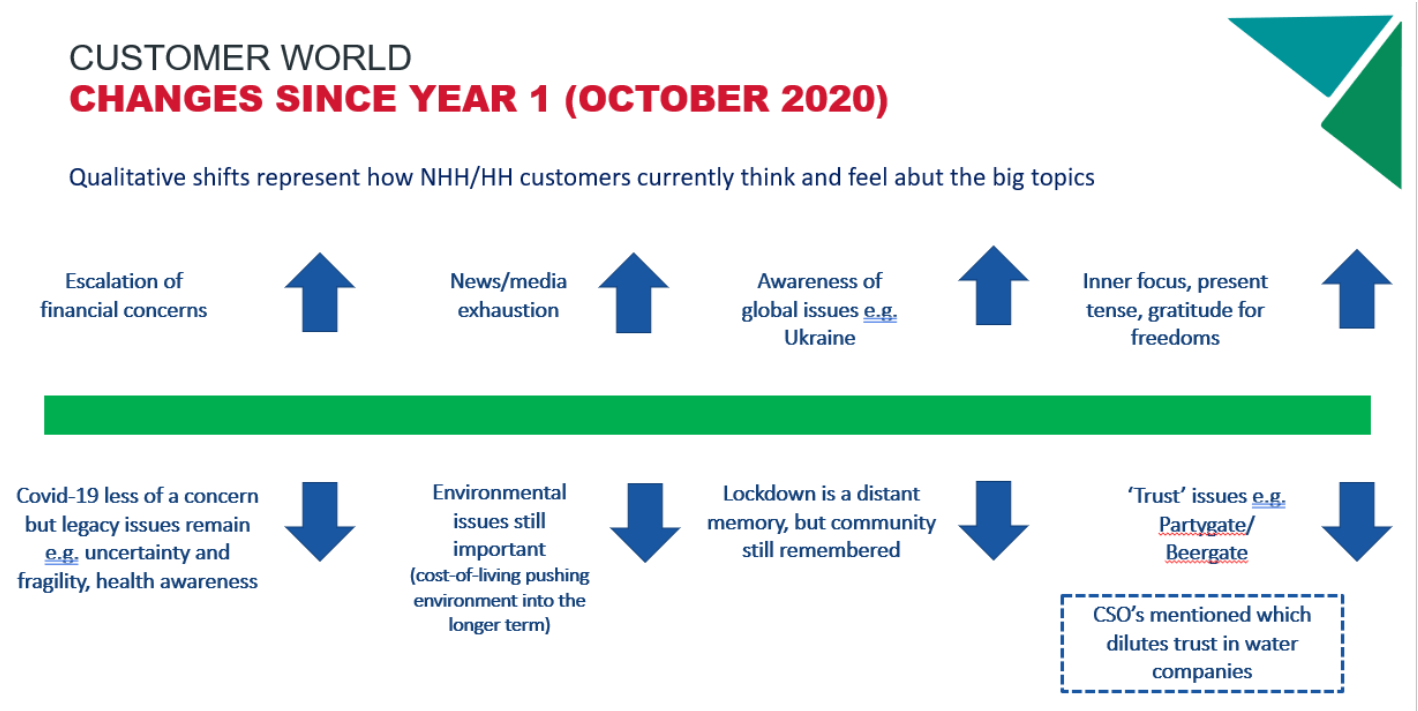 CUSTOMER WORLD
CHANGES SINCE YEAR 1 (OCTOBER 2020)
Qualitative shifts represent how NHH/HH customers currently think and feel abut the big topics
Escalation of
financial concerns
News/media
exhaustion
Awareness of
global issues e.g.
Ukraine
Inner focus, present
tense, gratitude for
freedoms
Covid-19 less of a concern
but legacy issues remain
e.g. uncertainty and
fragility, health awareness
Environmental
issues still
important
(cost-of-living pushing
environment into the
longer term)
Lockdown is a distant
memory, but community
still remembered
‘Trust’ issues e.g.
Partygate/
Beergate
CSO’s mentioned which
dilutes trust in water
companies